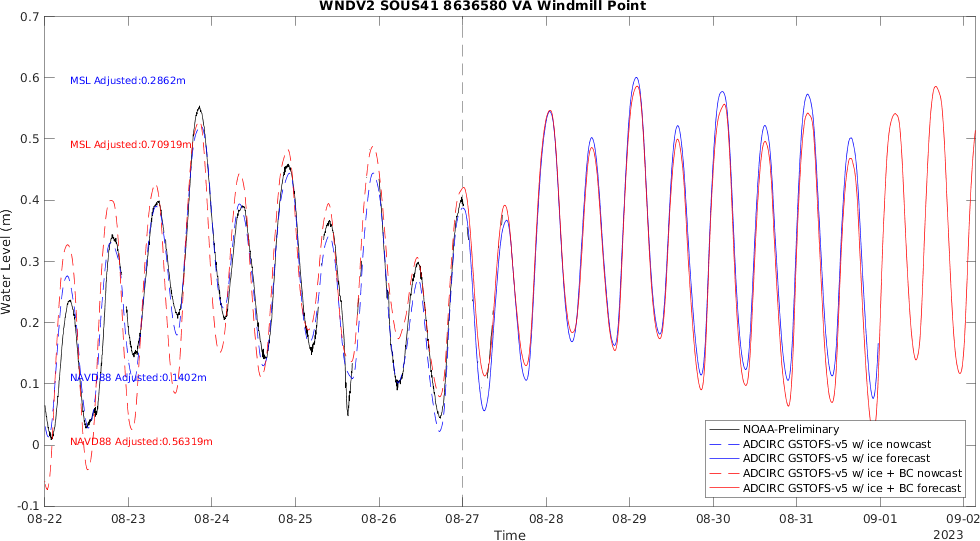 WNDV2 SOUS41 8636580 VA Windmill Point
0.7
0.6
0.5
0.4
0.3
0.2
0.1
0
-0.1
Water Level (m)
MSL Adjusted:0.2862m
MSL Adjusted:0.70919m
NAVD88 Adjusted:0.1402m
NAVD88 Adjusted:0.56319m
NOAA-Preliminary
ADCIRC GSTOFS-v5 w/ ice nowcast
ADCIRC GSTOFS-v5 w/ ice forecast
ADCIRC GSTOFS-v5 w/ ice + BC nowcast
ADCIRC GSTOFS-v5 w/ ice + BC forecast
08-22 08-23 08-24 08-25 08-26 08-27 08-28 08-29 08-30 08-31 09-01 09-02
Time
2023